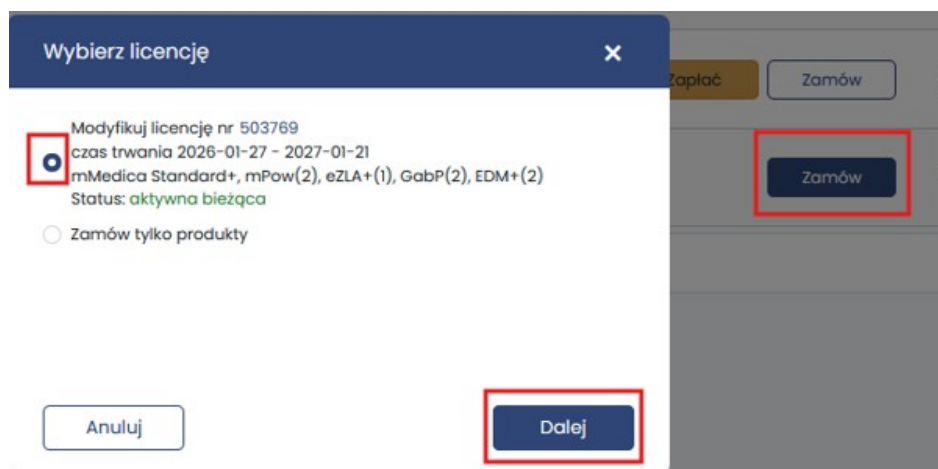 Wybierz licencję
Zapłać
Zamów
Modyfikuj licencję nr 503769
czas trwania 2026-01-27 - 2027-01-21
mMedica Standard+, mPow(2), eZLA+(1), GabP(2), EDM+(2)
Status: aktywna bieżąca
Zamów
Zamów tylko produkty
Anuluj
Dalej